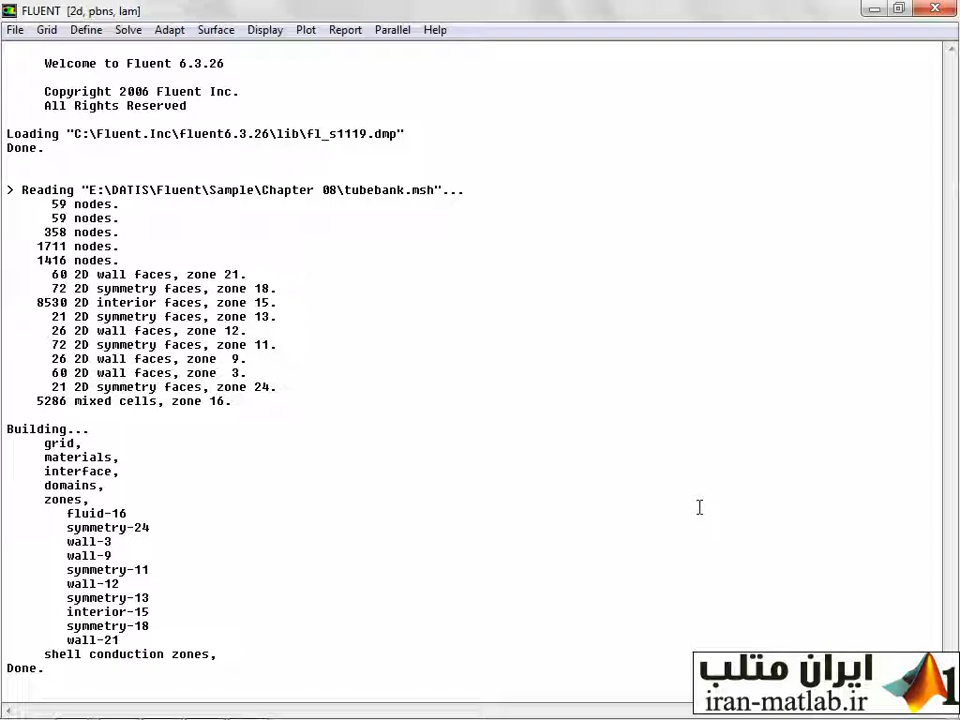 FLUENT [2d, pbns, lam]
File Grid Define Solve Adapt Surface Display Plot Report Parallel Help
Welcome to Fluent 6.3.26
Copyright 2006 Fluent Inc.
All Rights Reserved
Loading "C:\Fluent.Inc\fluent6.3.26\lib\fl_s1119.dmp"
Done.
> Reading "E:\DATIS\Fluent\Sample\Chapter 08\tubebank.msh"...
59 nodes.
59 nodes.
358 nodes.
1711 nodes.
1416 nodes.
60 2D wall faces, zone 21.
72 2D symmetry faces, zone 18.
8530 2D interior faces, zone 15.
21 2D symmetry faces, zone 13.
26 2D wall faces, zone 12.
72 2D symmetry faces, zone 11.
26 2D wall faces, zone 9.
60 2D wall faces, zone 3.
21 2D symmetry faces, zone 24.
5286 mixed cells, zone 16.
Building...
grid,
materials,
interface,
domains,
zones,
fluid-16
symmetry-24
wall-3
wall-9
symmetry-11
wall-12
symmetry-13
interior-15
symmetry-18
wall-21
shell conduction zones,
Done.
ایران متلب
iran-matlab.ir
1